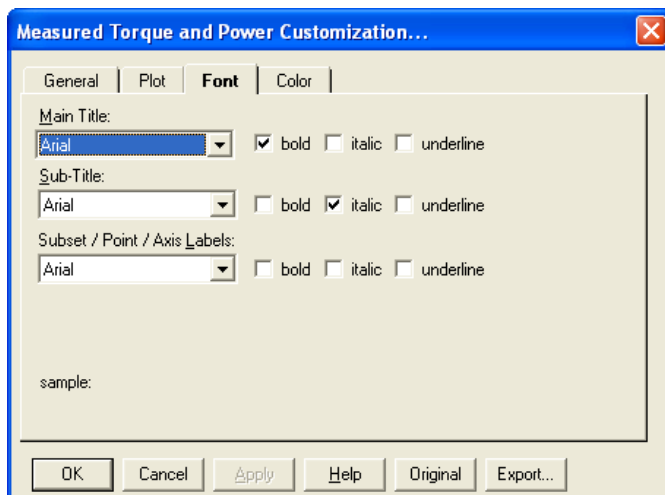 Measured Torque and Power Customization...
General Plot Font Color
Main Title:
Arial bold italic underline
Sub-Title:
Arial bold italic underline
Subset / Point / Axis Labels:
Arial bold italic underline
sample:
OK Cancel Apply Help Original Export...